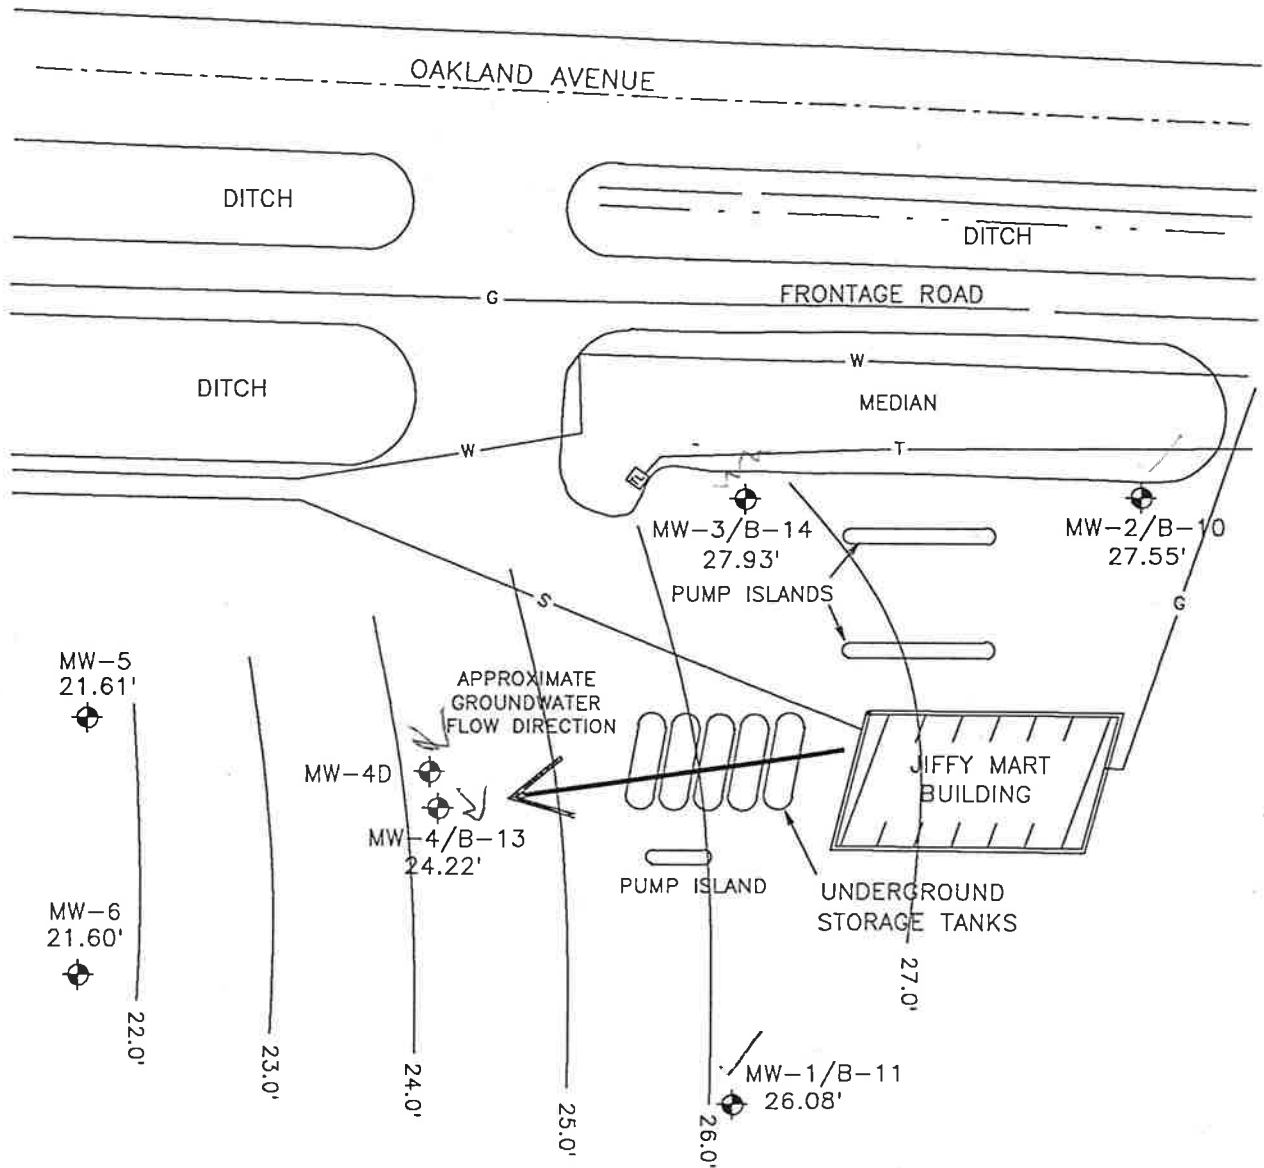 OAKLAND AVENUE
DITCH
DITCH
G
FRONTAGE ROAD
W
DITCH
MEDIAN
W
T
MW-3/B-14
27.93'
MW-2/B-10
27.55'
PUMP ISLANDS
S
G
MW-5
21.61'
APPROXIMATE
GROUNDWATER
FLOW DIRECTION
MW-4D
JIFFY MART
BUILDING
MW-4/B-13
24.22'
PUMP ISLAND
UNDERGROUND
STORAGE TANKS
MW-6
21.60'
22.0'
23.0'
24.0'
25.0'
26.0'
27.0'
MW-1/B-11
26.08'